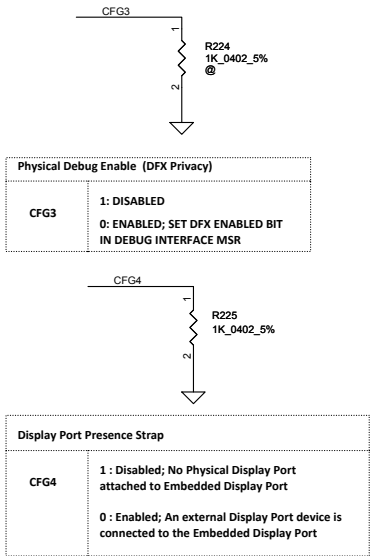 CFG3
1
R224
1K_0402_5%
@
2
Physical Debug Enable (DFX Privacy)
CFG3
1: DISABLED
0: ENABLED; SET DFX ENABLED BIT
IN DEBUG INTERFACE MSR
CFG4
1
R225
1K_0402_5%
2
Display Port Presence Strap
CFG4
1 : Disabled; No Physical Display Port
attached to Embedded Display Port
0 : Enabled; An external Display Port device is
connected to the Embedded Display Port